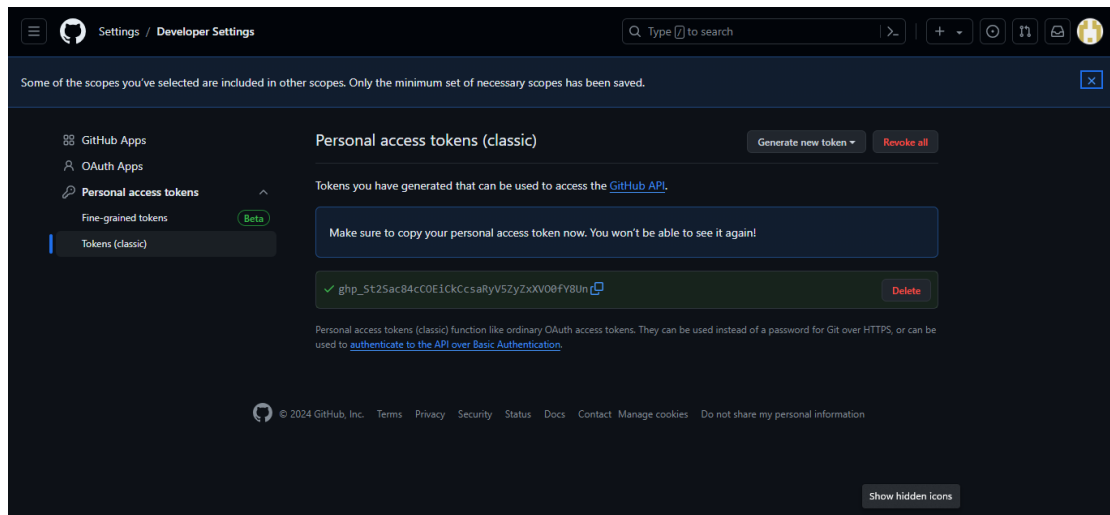 Settings / Developer Settings
Type / to search
Some of the scopes you've selected are included in other scopes. Only the minimum set of necessary scopes has been saved.
GitHub Apps
OAuth Apps
Personal access tokens
Fine-grained tokens Beta
Tokens (classic)
Personal access tokens (classic)
Generate new token
Revoke all
Tokens you have generated that can be used to access the GitHub API.
Make sure to copy your personal access token now. You won't be able to see it again!
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
Delete
Personal access tokens (classic) function like ordinary OAuth access tokens. They can be used instead of a password for Git over HTTPS, or can be
used to authenticate to the API over Basic Authentication.
© 2024 GitHub, Inc. Terms Privacy Security Status Docs Contact Manage cookies Do not share my personal information
Show hidden icons